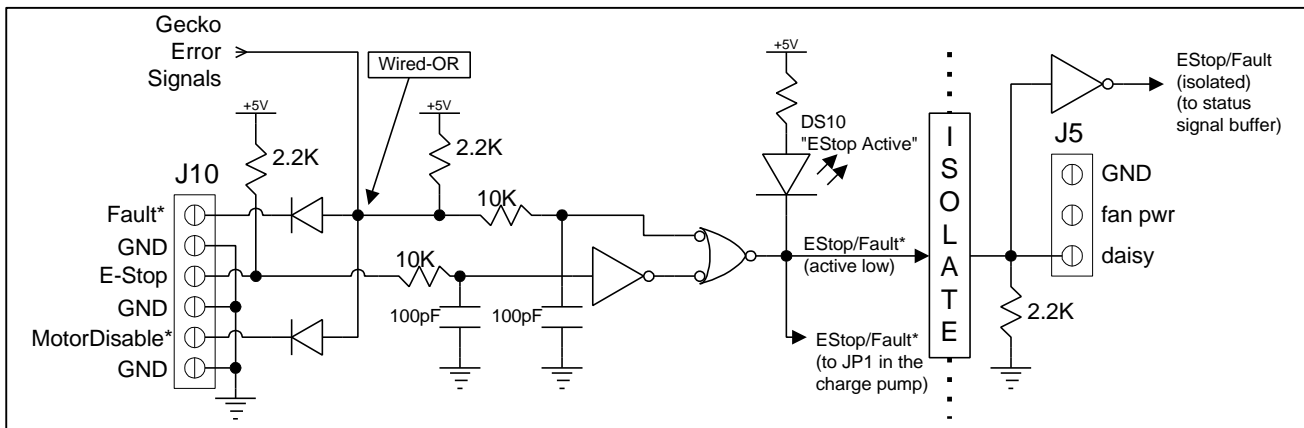 Gecko
Error
Signals
Wired-OR
+5V
2.2K
+5V
2.2K
J10
Fault*
GND
E-Stop
GND
MotorDisable*
GND
10K
10K
100pF
100pF
+5V
DS10
"EStop Active"
EStop/Fault*
(active low)
EStop/Fault*
(to JP1 in the
charge pump)
I
S
O
L
A
T
E
2.2K
EStop/Fault
(isolated)
(to status
signal buffer)
J5
GND
fan pwr
daisy